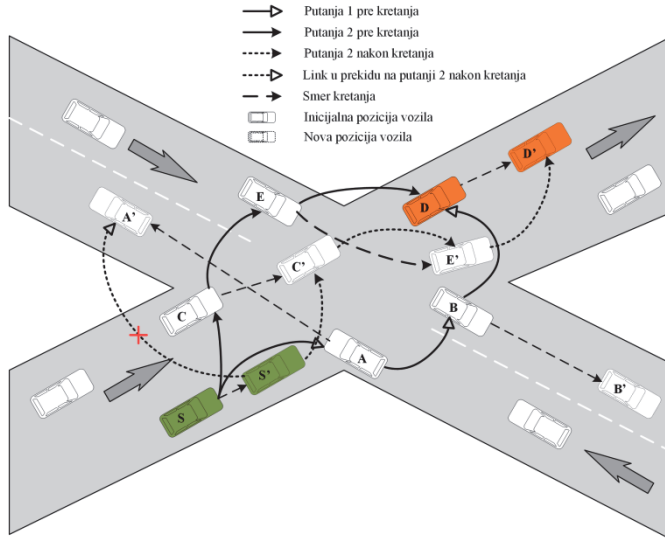 Putanja 1 pre kretanja
Putanja 2 pre kretanja
Putanja 2 nakon kretanja
Link u prekidu na putanji 2 nakon kretanja
Smer kretanja
Inicijalna pozicija vozila
Nova pozicija vozila
D'
E
D
A'
C'
E'
C
B
A
S'
S
B'